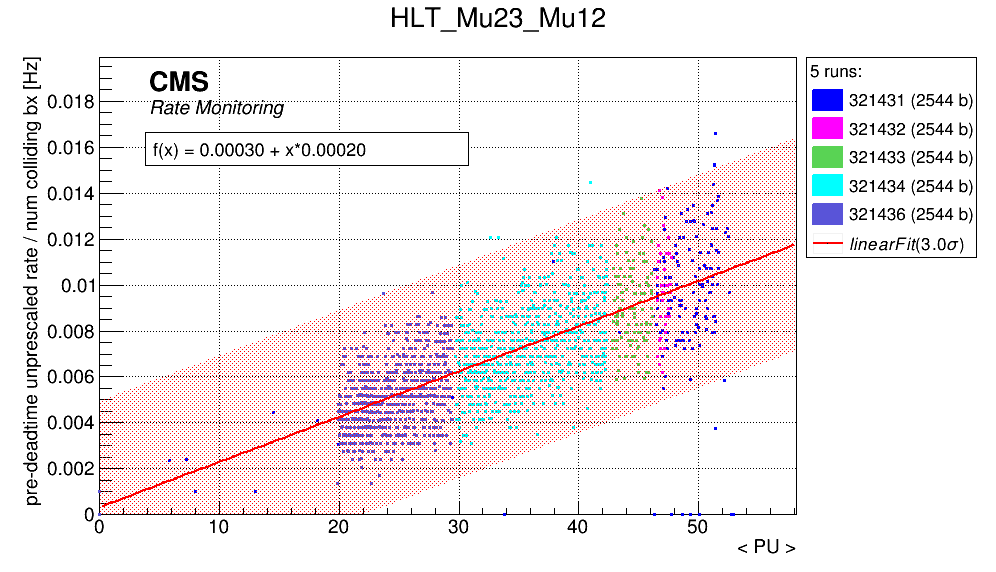 HLT_Mu23_Mu12
pre-deadtime unprescaled rate / num colliding bx [Hz]
CMS
Rate Monitoring
f(x) = 0.00030 + x*0.00020
0.018
0.016
0.014
0.012
0.01
0.008
0.006
0.004
0.002
0
0 10 20 30 40 50
< PU >
5 runs:
321431 (2544 b)
321432 (2544 b)
321433 (2544 b)
321434 (2544 b)
321436 (2544 b)
linearFit(3.0σ)